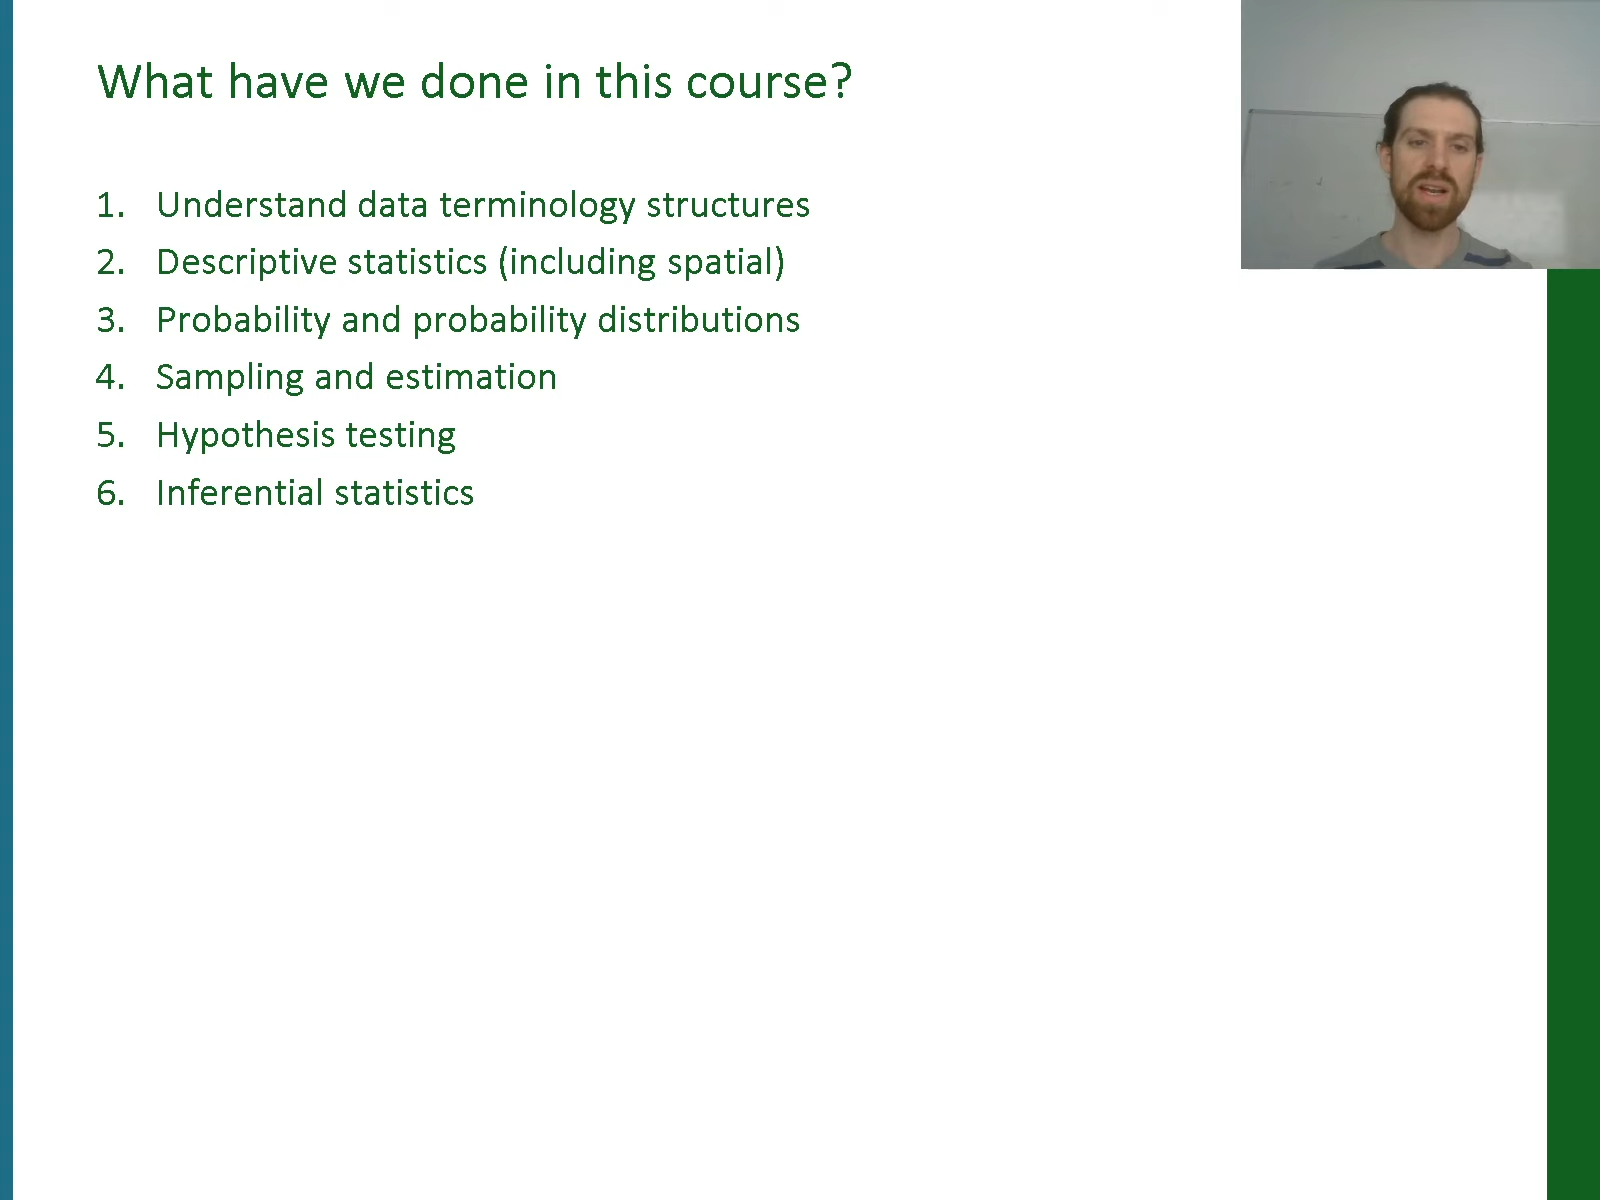 What have we done in this course?
1. Understand data terminology structures
2. Descriptive statistics (including spatial)
3. Probability and probability distributions
4. Sampling and estimation
5. Hypothesis testing
6. Inferential statistics